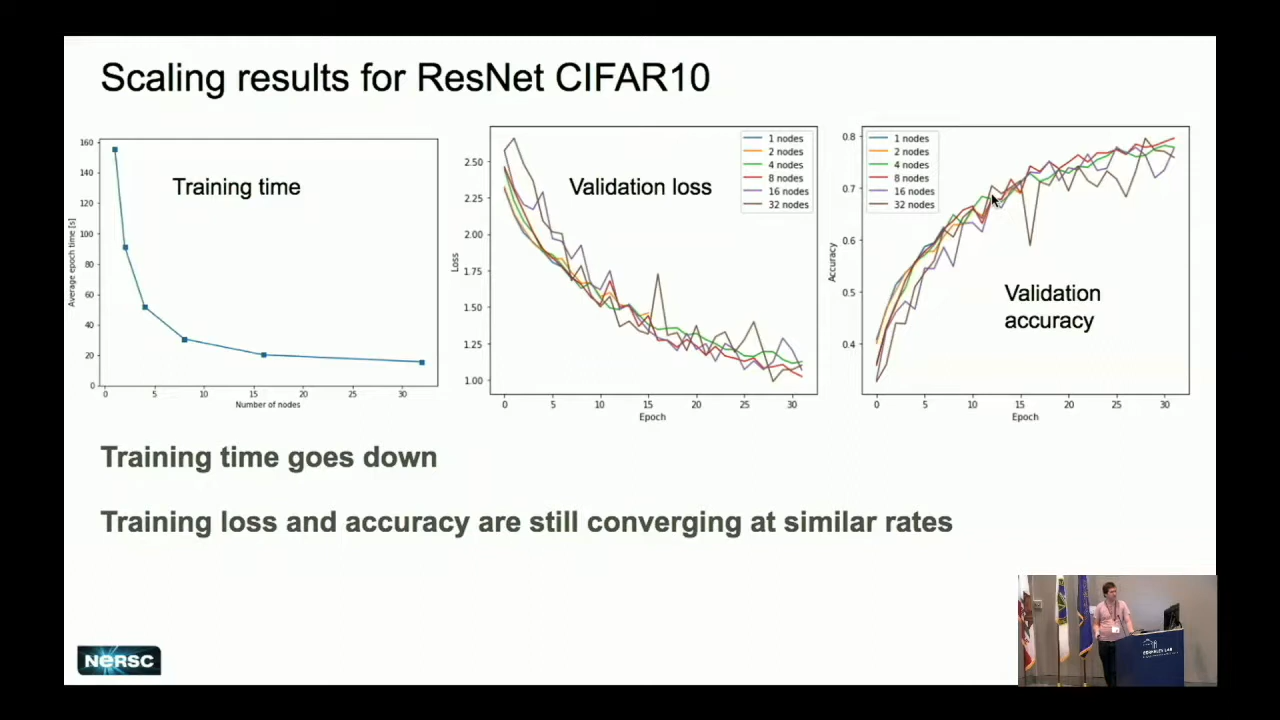 Scaling results for ResNet CIFAR10
160
140
120
100
80
60
40
20
0
Average epoch time [s]
Training time
0
5
10
15
20
25
30
Number of nodes
2.50
2.25
2.00
1.75
1.50
1.25
1.00
Loss
Validation loss
1 nodes
2 nodes
4 nodes
8 nodes
16 nodes
32 nodes
0
5
10
15
20
25
30
Epoch
0.8
0.7
0.6
0.5
0.4
Accuracy
1 nodes
2 nodes
4 nodes
8 nodes
16 nodes
32 nodes
Validation
accuracy
0
5
10
15
20
25
30
Epoch
Training time goes down
Training loss and accuracy are still converging at similar rates
NERSC
BERKELEY LAB